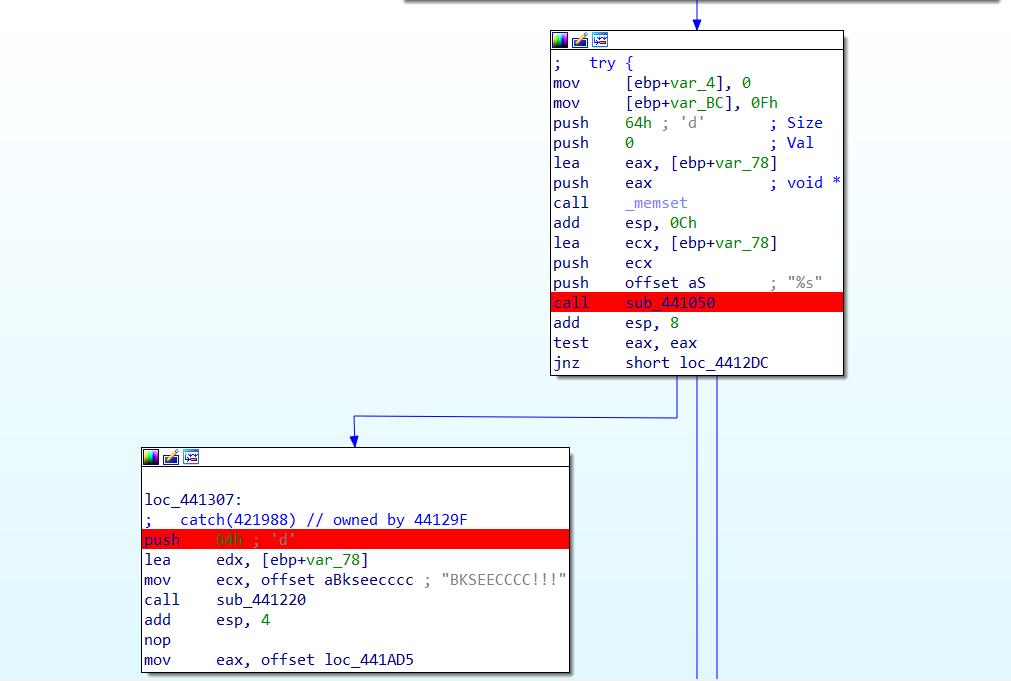 ;   try {
mov     [ebp+var_4], 0
mov     [ebp+var_BC], 0Fh
push    64h ; 'd'       ; Size
push    0               ; Val
lea     eax, [ebp+var_78]
push    eax             ; void *
call    _memset
add     esp, 0Ch
lea     ecx, [ebp+var_78]
push    ecx
push    offset aS       ; "%s"
call    sub_441050
add     esp, 8
test    eax, eax
jnz     short loc_4412DC
loc_441307:
;   catch(421988) // owned by 44129F
push    64h ; 'd'
lea     edx, [ebp+var_78]
mov     ecx, offset aBkseecccc ; "BKSEECCCC!!!"
call    sub_441220
add     esp, 4
nop
mov     eax, offset loc_441AD5